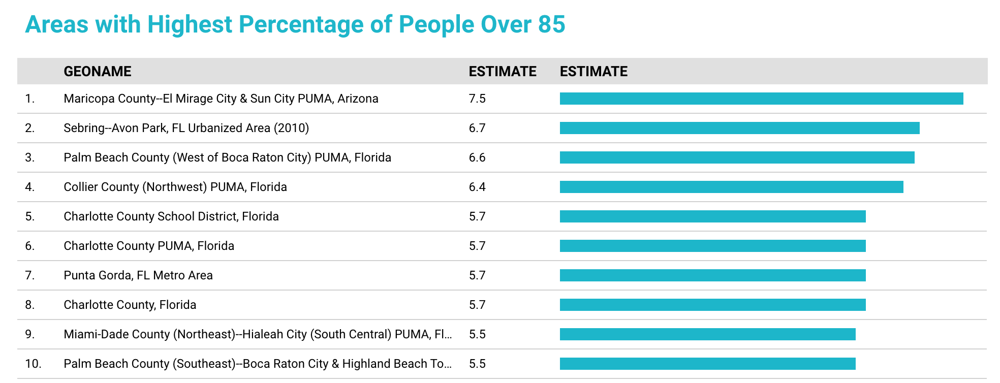 Areas with Highest Percentage of People Over 85
GEONAME ESTIMATE ESTIMATE
1. Maricopa County--El Mirage City & Sun City PUMA, Arizona 7.5
2. Sebring--Avon Park, FL Urbanized Area (2010) 6.7
3. Palm Beach County (West of Boca Raton City) PUMA, Florida 6.6
4. Collier County (Northwest) PUMA, Florida 6.4
5. Charlotte County School District, Florida 5.7
6. Charlotte County PUMA, Florida 5.7
7. Punta Gorda, FL Metro Area 5.7
8. Charlotte County, Florida 5.7
9. Miami-Dade County (Northeast)--Hialeah City (South Central) PUMA, Fl... 5.5
10. Palm Beach County (Southeast)--Boca Raton City & Highland Beach To... 5.5